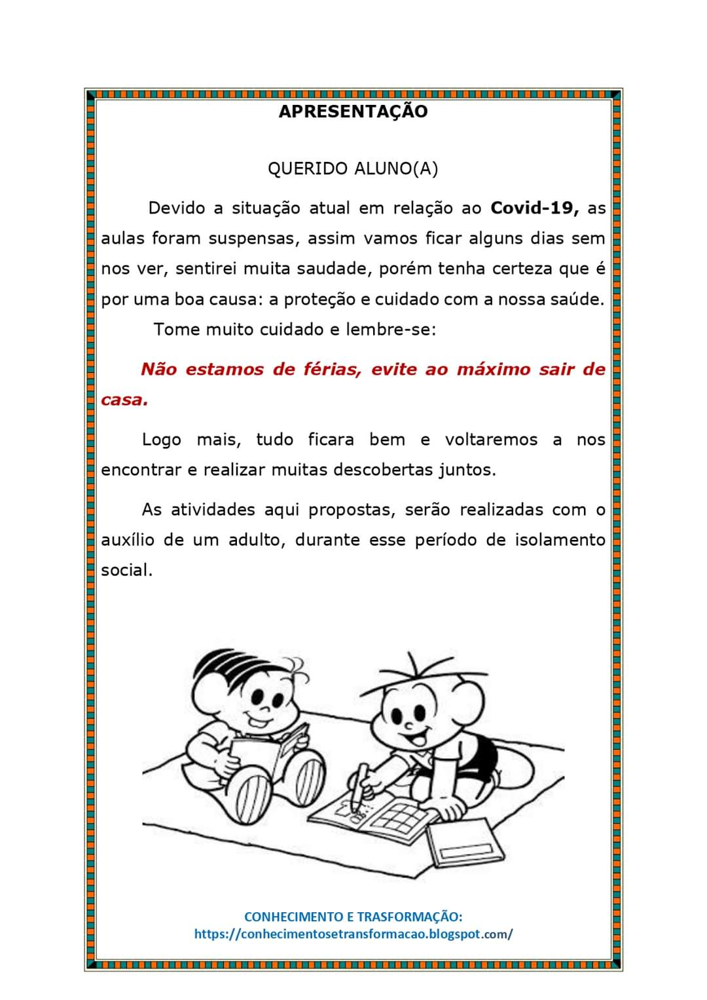 APRESENTAÇÃO
QUERIDO ALUNO(A)
Devido a situação atual em relação ao Covid-19, as
aulas foram suspensas, assim vamos ficar alguns dias sem
nos ver, sentirei muita saudade, porém tenha certeza que é
por uma boa causa: a proteção e cuidado com a nossa saúde.
Tome muito cuidado e lembre-se:
Não estamos de férias, evite ao máximo sair de
casa.
Logo mais, tudo ficara bem e voltaremos a nos
encontrar e realizar muitas descobertas juntos.
As atividades aqui propostas, serão realizadas com o
auxílio de um adulto, durante esse período de isolamento
social.
CONHECIMENTO E TRASFORMAÇÃO:
https://conhecimentosetransformacao.blogspot.com/